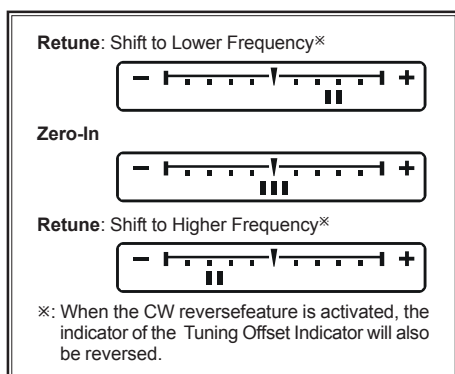 Retune: Shift to Lower Frequency※
− +
Zero-In
− +
Retune: Shift to Higher Frequency※
− +
※: When the CW reversefeature is activated, the
indicator of the Tuning Offset Indicator will also
be reversed.